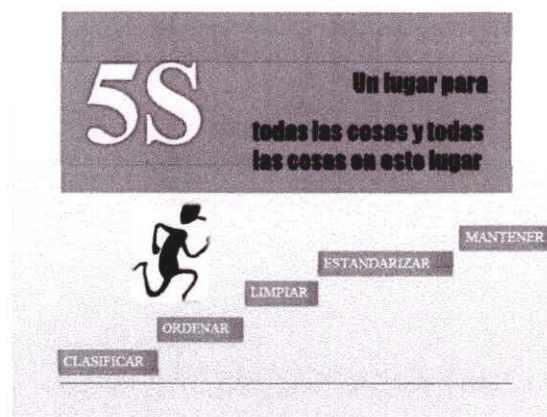 5S
Un lugar para
todas las cosas y todas
las cosas en este lugar
MANTENER
ESTANDARIZAR
LIMPIAR
ORDENAR
CLASIFICAR